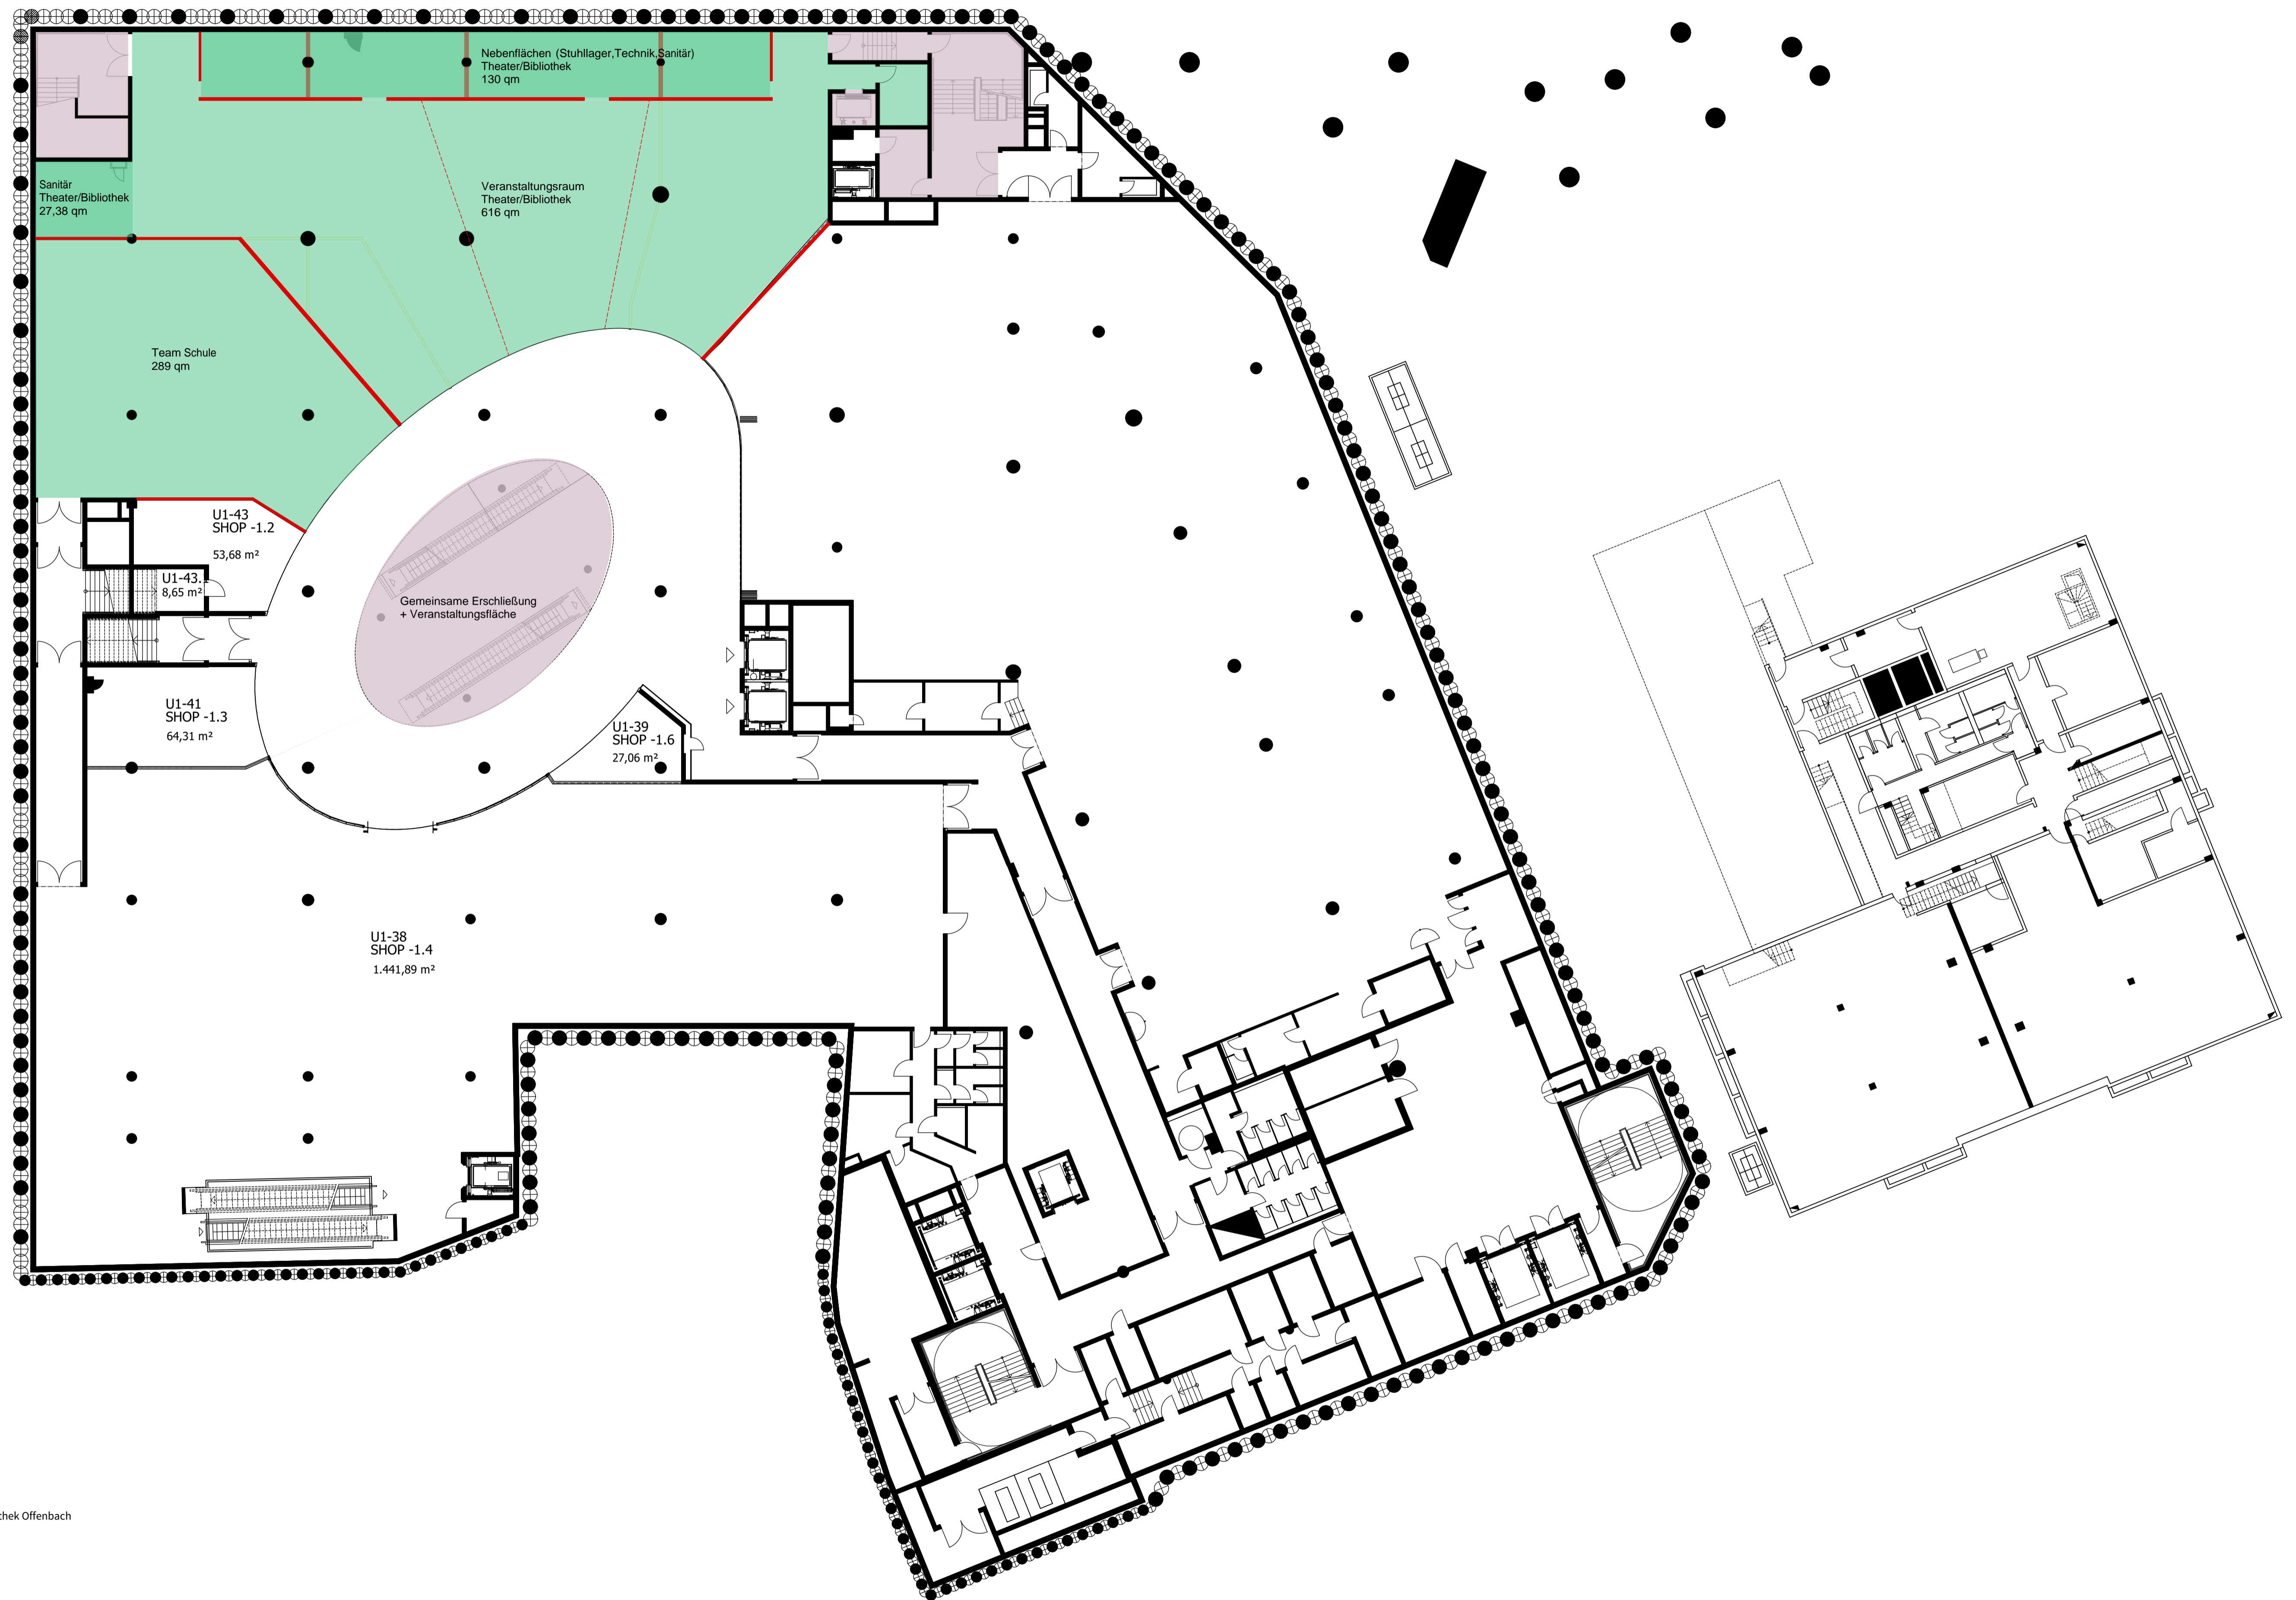 Nebenflächen (Stuhllager,Technik,Sanitär)
Theater/Bibliothek
130 qm
Sanitär
Theater/Bibliothek
27,38 qm
Veranstaltungsraum
Theater/Bibliothek
616 qm
Team Schule
289 qm
U1-43
SHOP -1.2
53,68 m²
U1-43.
8,65 m²
Gemeinsame Erschließung
+ Veranstaltungsfläche
U1-41
SHOP -1.3
64,31 m²
U1-39
SHOP -1.6
27,06 m²
U1-38
SHOP -1.4
1.441,89 m²
thek Offenbach